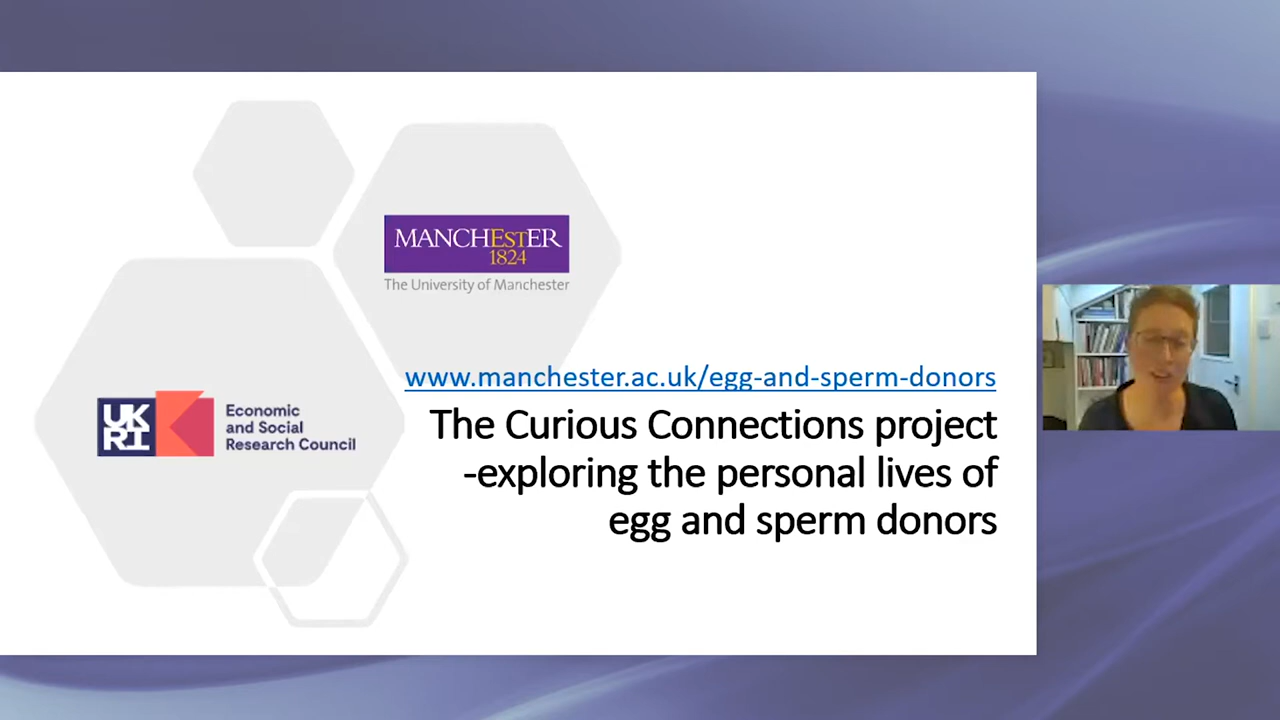 MANCHEstER
1824
The University of Manchester
www.manchester.ac.uk/egg-and-sperm-donors
UK
RI
Economic
and Social
Research Council
The Curious Connections project
-exploring the personal lives of
egg and sperm donors